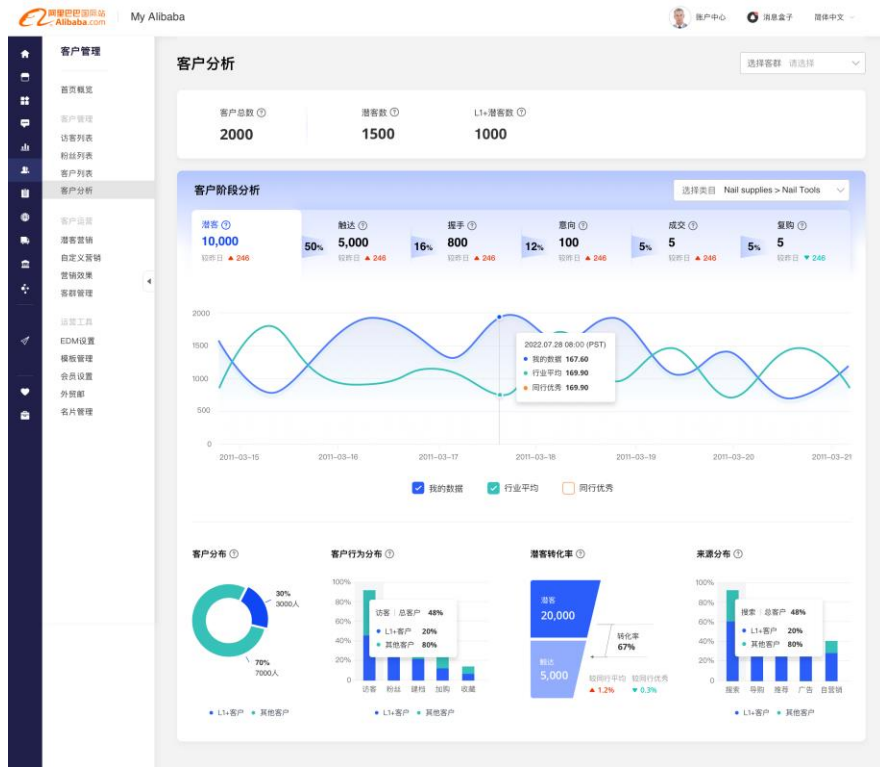 阿里巴巴国际站
Alibaba.com
My Alibaba
账户中心
消息盒子
简体中文
客户管理
首页概览
客户管理
访客列表
粉丝列表
客户列表
客户分析
客户运营
潜客营销
自定义营销
营销效果
客群管理
运营工具
EDM设置
模板管理
会员设置
外贸邮
名片管理
客户分析
选择客群 请选择
客户总数
2000
潜客数
1500
L1+潜客数
1000
客户阶段分析
选择类目 Nail supplies > Nail Tools
潜客
10,000
较昨日 ▲ 246
50%
触达
5,000
较昨日 ▲ 246
16%
握手
800
较昨日 ▲ 246
12%
意向
100
较昨日 ▲ 246
5%
成交
5
较昨日 ▲ 246
5%
复购
5
较昨日 ▼ 246
2000
1500
1000
500
0
2022.07.28 08:00 (PST)
我的数据 167.60
行业平均 169.90
同行优秀 169.90
2011-03-15
2011-03-16
2011-03-17
2011-03-18
2011-03-19
2011-03-20
2011-03-21
我的数据
行业平均
同行优秀
客户分布
30%
3000人
70%
7000人
L1+客户 其他客户
客户行为分布
100%
80%
60%
40%
20%
0
访客 | 总客户 48%
L1+客户 20%
其他客户 80%
访客 粉丝 建档 加购 收藏
L1+客户 其他客户
潜客转化率
潜客
20,000
转化率
67%
触达
5,000
较同行平均 较同行优秀
▲ 1.2% ▼ 0.3%
来源分布
100%
80%
60%
40%
20%
0
搜索 | 总客户 48%
L1+客户 20%
其他客户 80%
搜索 导购 推荐 广告 自营销
L1+客户 其他客户